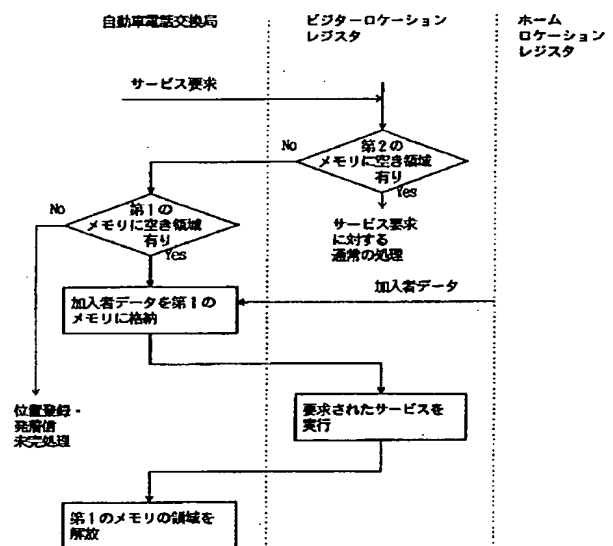 自動車電話交換局
ビジターロケーション
レジスタ
ホーム
ロケーション
レジスタ
サービス要求
第2の
メモリに空き領域
有り
No
Yes
サービス要求
に対する
通常の処理
第1の
メモリに空き領域
有り
No
Yes
加入者データ
加入者データを第1の
メモリに格納
位置登録・
発着信
未完処理
要求されたサービスを
実行
第1のメモリの領域を
解放